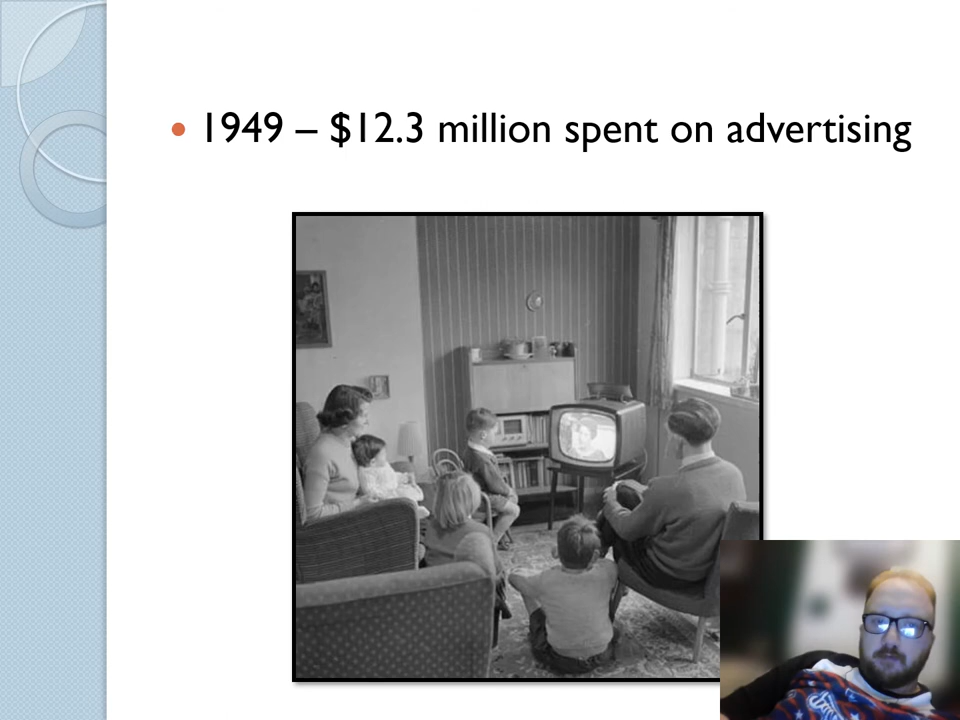 1949 – $12.3 million spent on advertising